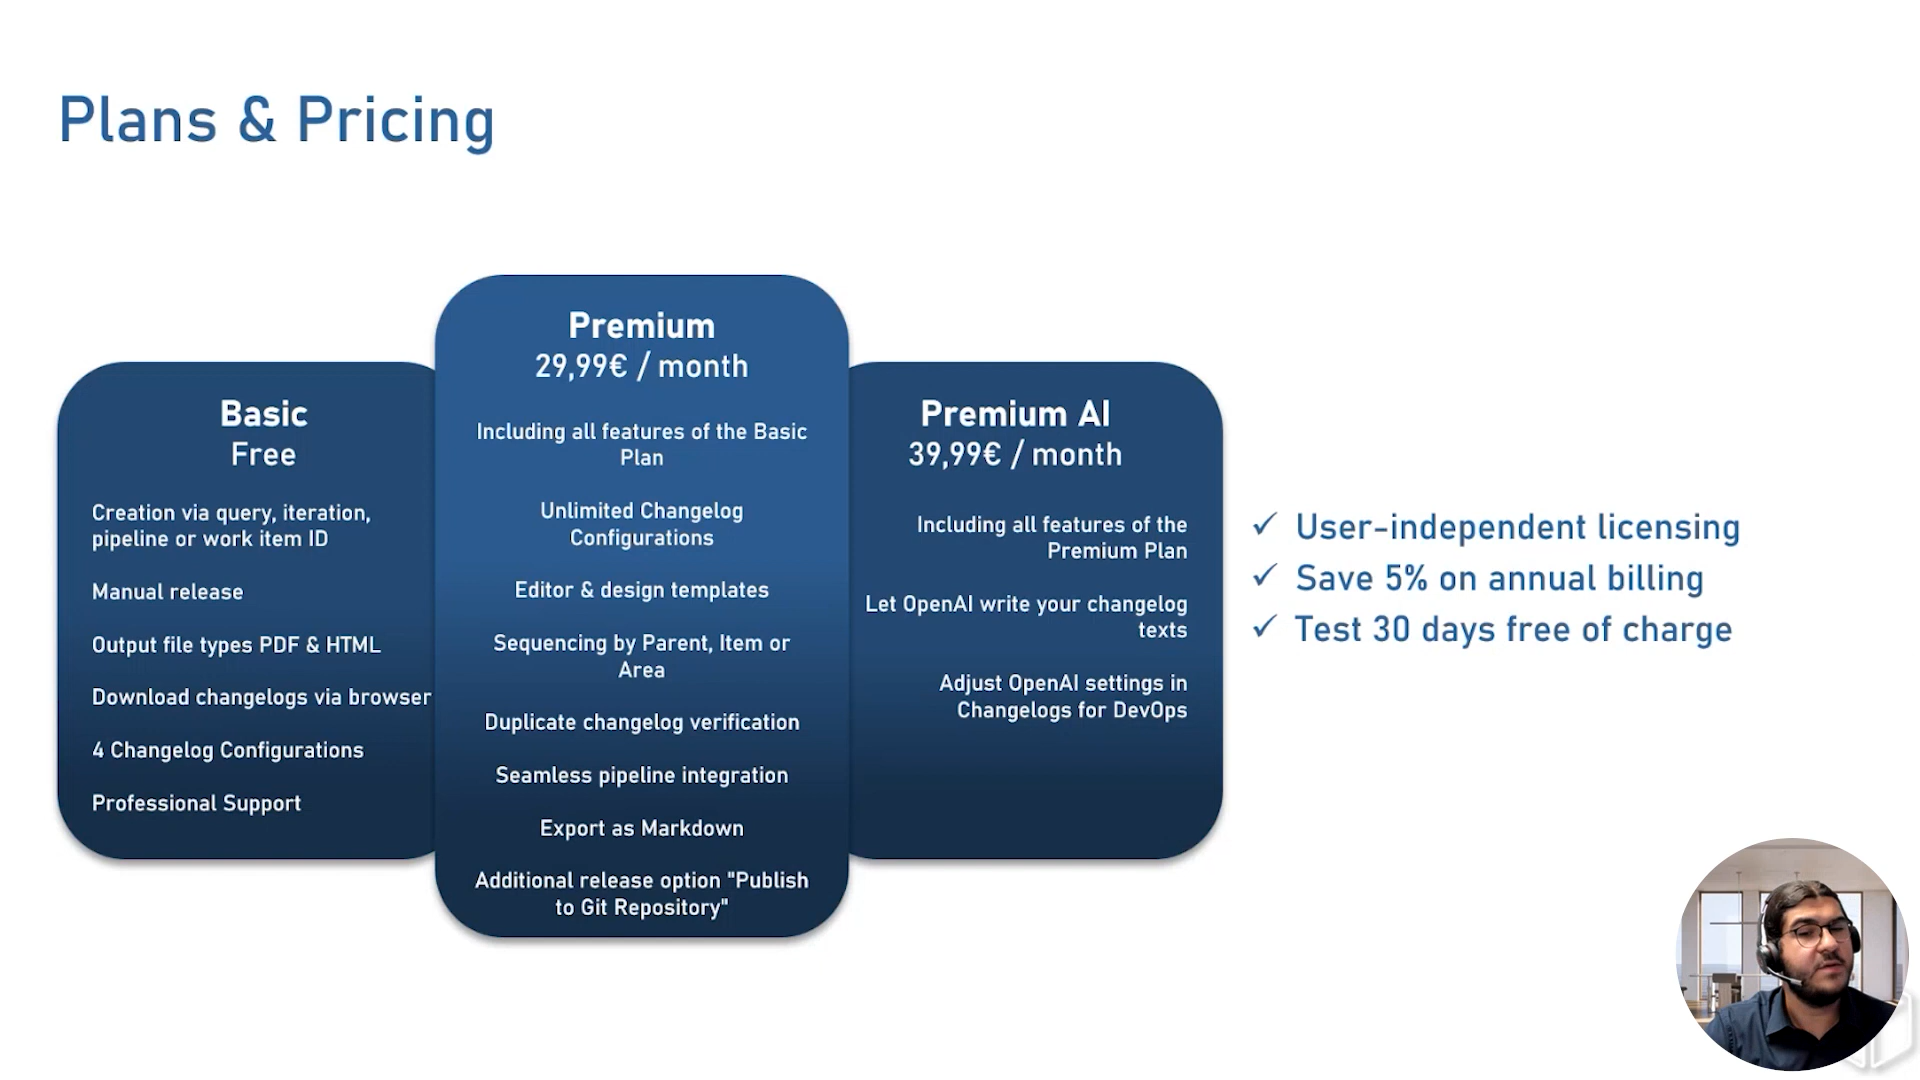 Plans & Pricing
Basic
Free
Creation via query, iteration,
pipeline or work item ID
Manual release
Output file types PDF & HTML
Download changelogs via browser
4 Changelog Configurations
Professional Support
Premium
29,99€ / month
Including all features of the Basic
Plan
Unlimited Changelog
Configurations
Editor & design templates
Sequencing by Parent, Item or
Area
Duplicate changelog verification
Seamless pipeline integration
Export as Markdown
Additional release option "Publish
to Git Repository"
Premium AI
39,99€ / month
Including all features of the
Premium Plan
Let OpenAI write your changelog
texts
Adjust OpenAI settings in
Changelogs for DevOps
✓ User-independent licensing
✓ Save 5% on annual billing
✓ Test 30 days free of charge